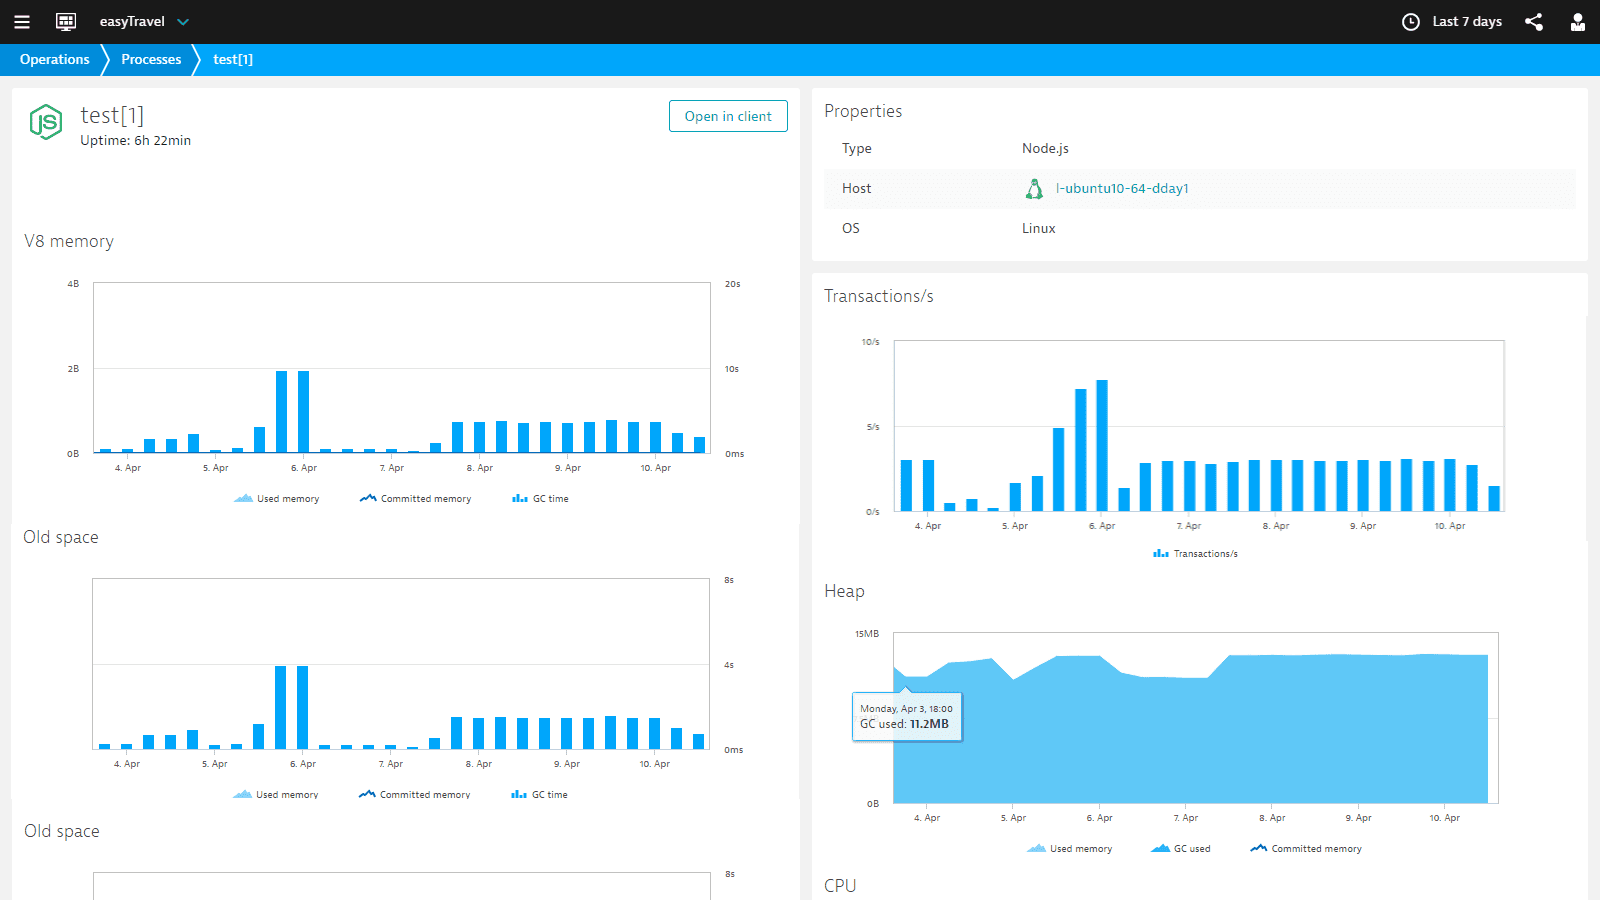 easyTravel
Last 7 days
Operations
Processes
test[1]
JS
test[1]
Uptime: 6h 22min
Open in client
V8 memory
4B
20s
2B
10s
0B
0ms
4. Apr 5. Apr 6. Apr 7. Apr 8. Apr 9. Apr 10. Apr
Used memory Committed memory GC time
Old space
8s
4s
0ms
4. Apr 5. Apr 6. Apr 7. Apr 8. Apr 9. Apr 10. Apr
Used memory Committed memory GC time
Old space
8s
Properties
Type Node.js
Host l-ubuntu10-64-dday1
OS Linux
Transactions/s
10/s
5/s
0/s
4. Apr 5. Apr 6. Apr 7. Apr 8. Apr 9. Apr 10. Apr
Transactions/s
Heap
15MB
Monday, Apr 3, 18:00
GC used: 11.2MB
0B
4. Apr 5. Apr 6. Apr 7. Apr 8. Apr 9. Apr 10. Apr
Used memory GC used Committed memory
CPU